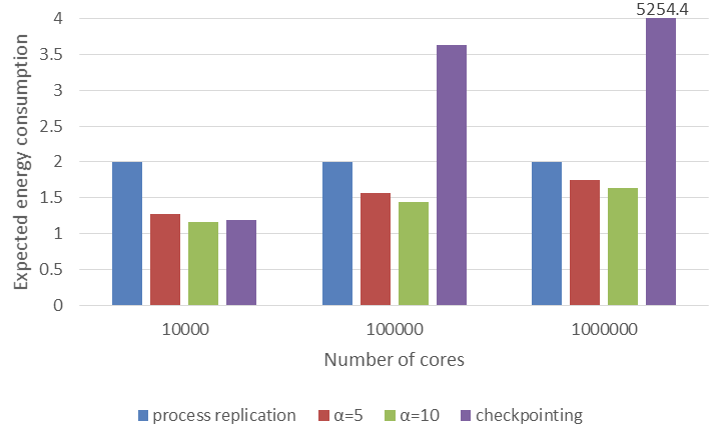 5254.4
4
3.5
3
2.5
2
1.5
1
0.5
0
Expected energy consumption
10000 100000 1000000
Number of cores
process replication α=5 α=10 checkpointing